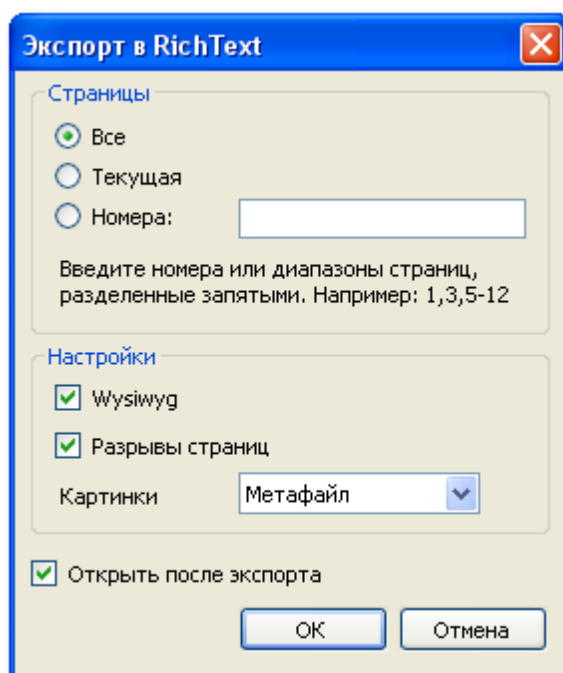 Экспорт в RichText
Страницы
Все
Текущая
Номера:
Введите номера или диапазоны страниц,
разделенные запятыми. Например: 1,3,5-12
Настройки
Wysiwyg
Разрывы страниц
Картинки Метафайл
Открыть после экспорта
ОК Отмена